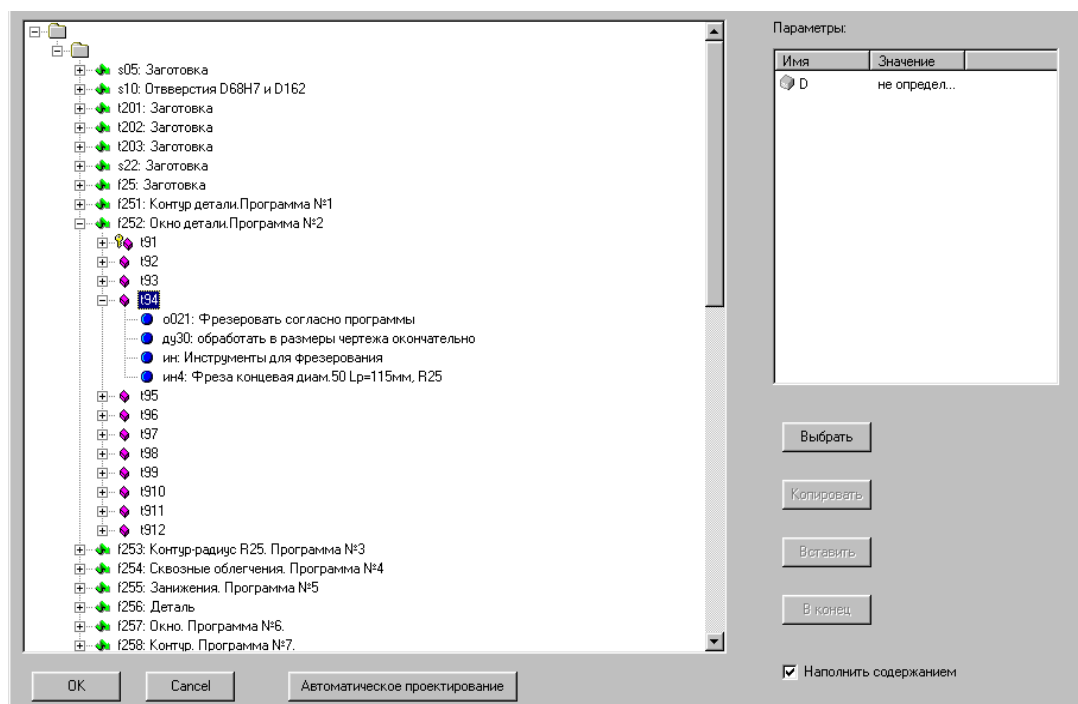 s05: Заготовка
s10: Отвверстия D68H7 и D162
t201: Заготовка
t202: Заготовка
t203: Заготовка
s22: Заготовка
f25: Заготовка
f251: Контур детали.Программа №1
f252: Окно детали.Программа №2
t91
t92
t93
t94
о021: Фрезеровать согласно программы
ду30: обработать в размеры чертежа окончательно
ин: Инструменты для фрезерования
ин4: Фреза концевая диам.50 Lp=115мм, R25
t95
t96
t97
t98
t99
t910
t911
t912
f253: Контур-радиус R25. Программа №3
f254: Сквозные облегчения. Программа №4
f255: Занижения. Программа №5
f256: Деталь
f257: Окно. Программа №6.
f258: Контур. Программа №7.
OK Cancel Автоматическое проектирование
Параметры:
Имя Значение
D не определ...
Выбрать
Копировать
Вставить
В конец
Наполнить содержанием